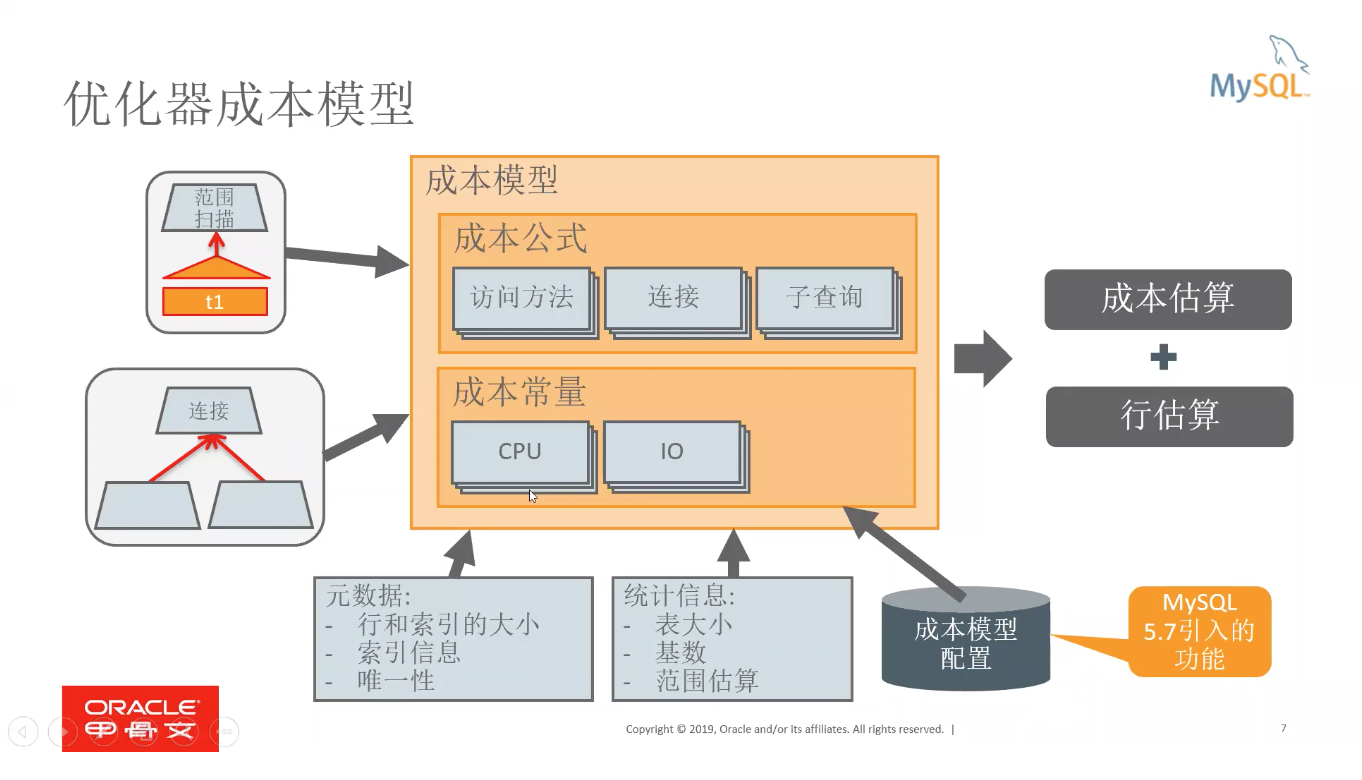 优化器成本模型
MySQL
范围
扫描
t1
连接
成本模型
成本公式
访问方法
连接
子查询
成本常量
CPU
IO
成本估算
行估算
元数据:
- 行和索引的大小
- 索引信息
- 唯一性
统计信息:
- 表大小
- 基数
- 范围估算
成本模型
配置
MySQL
5.7引入的
功能
ORACLE
甲骨文
Copyright © 2019, Oracle and/or its affiliates. All rights reserved. |
7